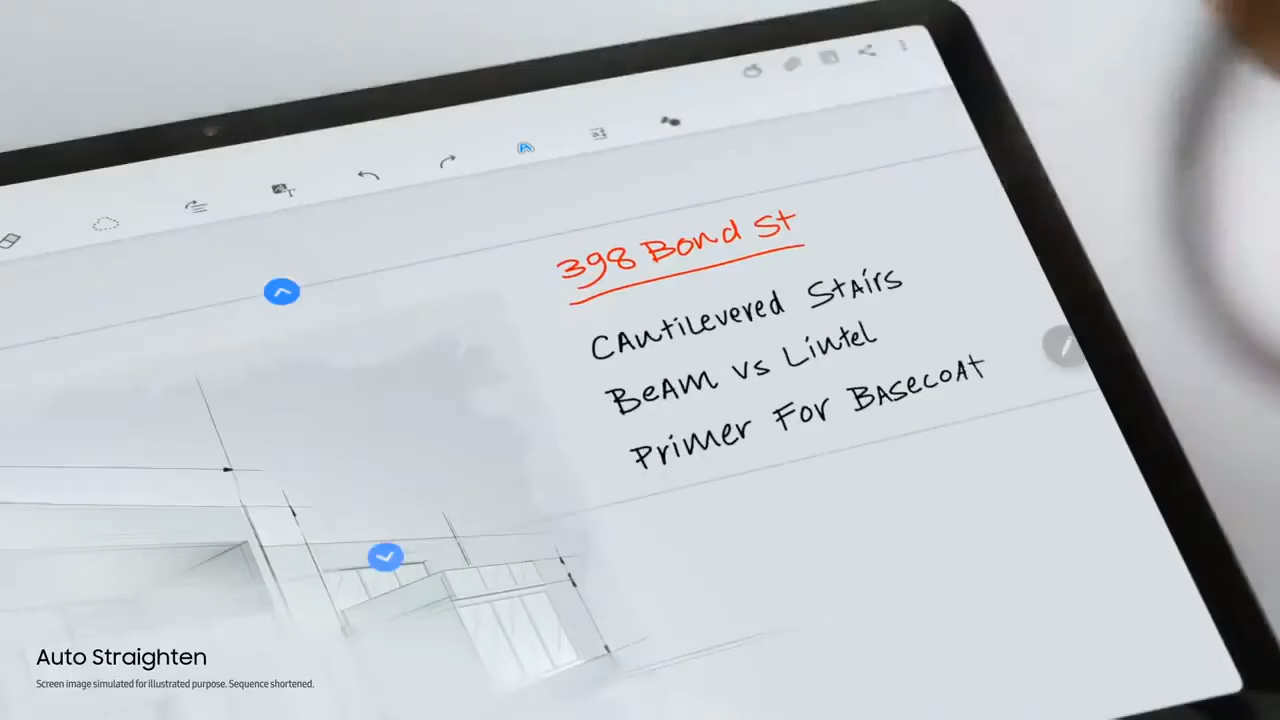 398 Bond St
CAntiLevered StAirs
BeAm vs Lintel
Primer For BAsecoAt
Auto Straighten
Screen image simulated for illustrated purpose. Sequence shortened.